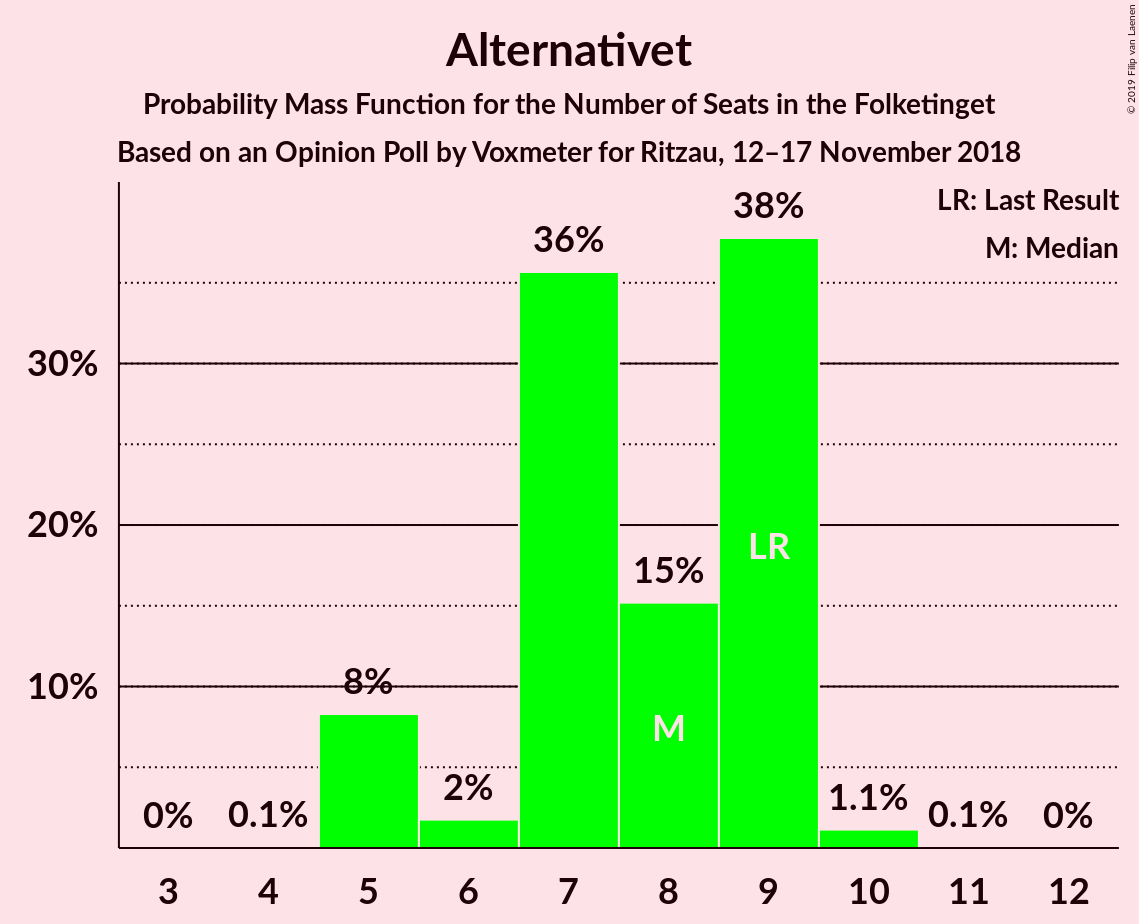 Alternativet
Probability Mass Function for the Number of Seats in the Folketinget
Based on an Opinion Poll by Voxmeter for Ritzau, 12–17 November 2018
© 2019 Filip van Laenen
LR: Last Result
M: Median
38%
36%
30%
20%
LR
15%
10%
8%
M
2%
1.1%
0%
0.1%
0.1%
0%
3 4 5 6 7 8 9 10 11 12